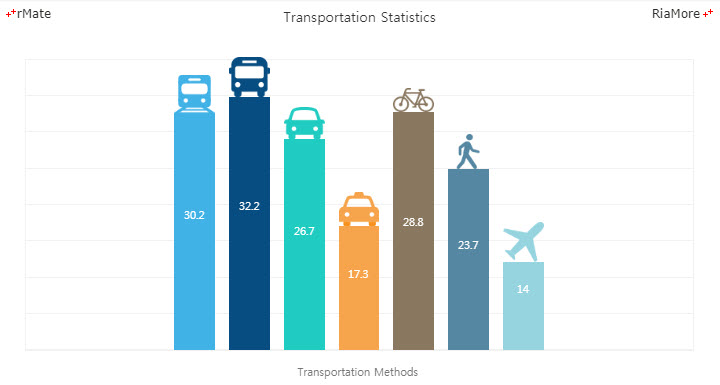 rMate
Transportation Statistics
RiaMore
30.2
32.2
26.7
17.3
28.8
23.7
14
Transportation Methods